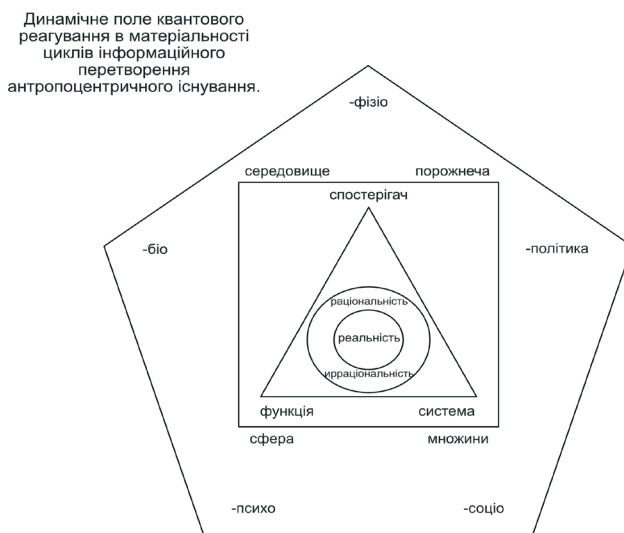 Динамічне поле квантового
реагування в матеріальності
циклів інформаційного
перетворення
антропоцентричного існування.
-фізіо
середовище
порожнеча
спостерігач
-біо
-політика
раціональність
реальність
ирраціональність
функція
система
сфера
множини
-психо
-соціо